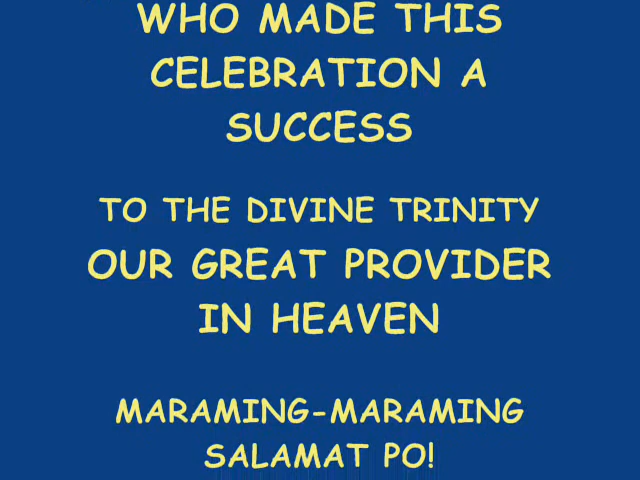 WHO MADE THIS
CELEBRATION A
SUCCESS
TO THE DIVINE TRINITY
OUR GREAT PROVIDER
IN HEAVEN
MARAMING-MARAMING
SALAMAT PO!